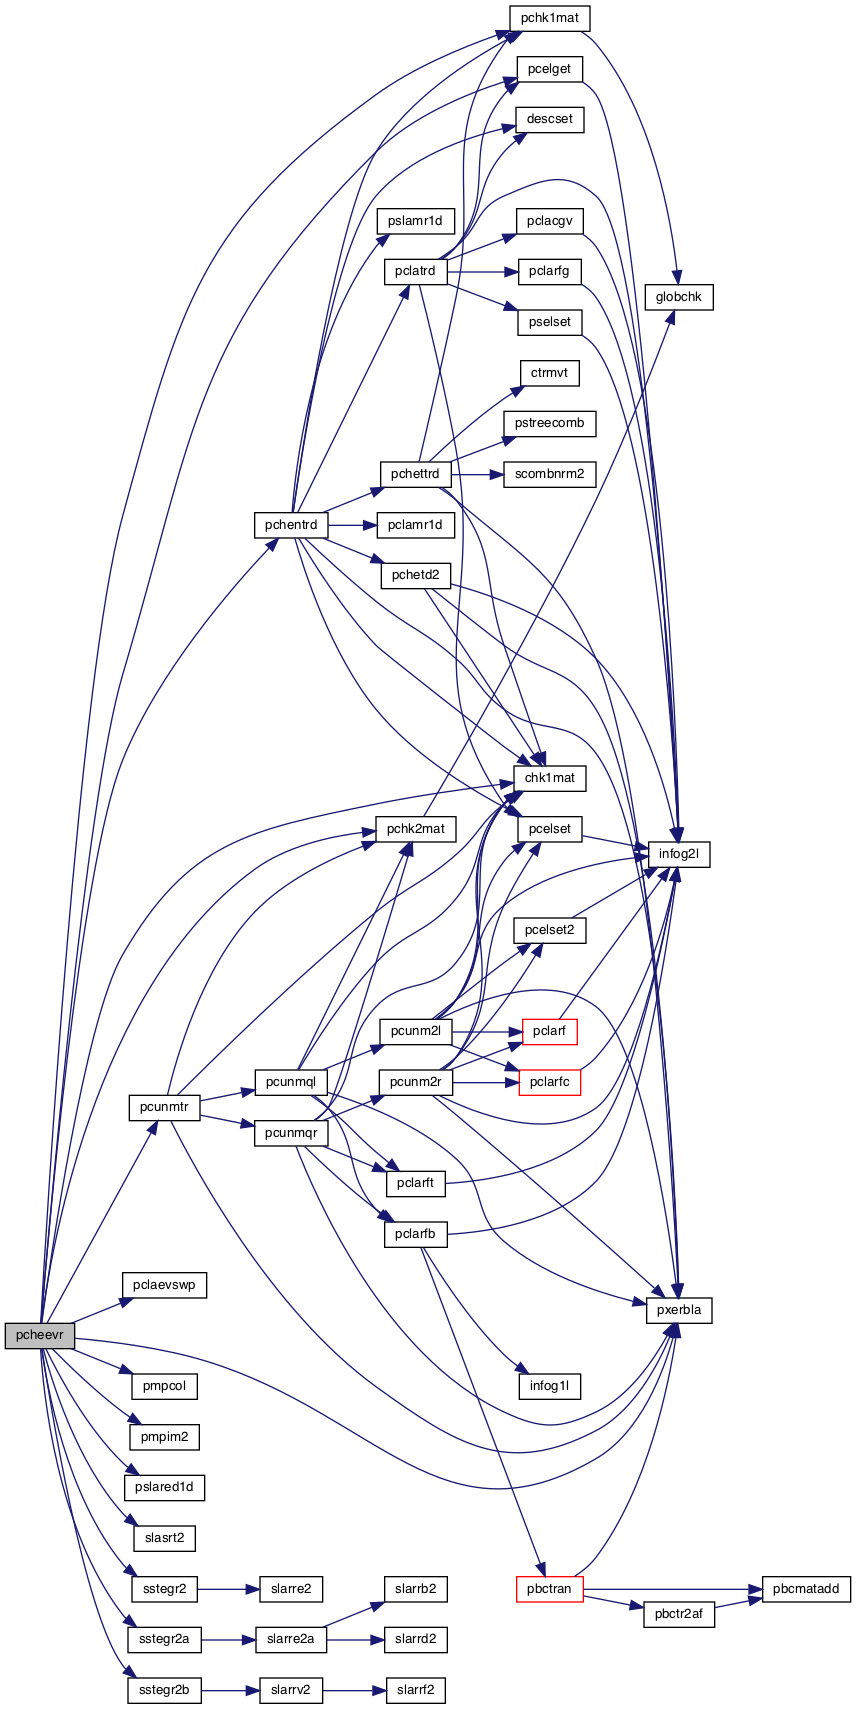 pchk1mat
pcelget
descset
pslamr1d
pclacgv
pclatrd
pclarfg
globchk
pselset
ctrmvt
pstreecomb
pchettrd
scombnrm2
pchentrd
pclamr1d
pchetd2
chk1mat
pchk2mat
pcelset
infog2l
pcelset2
pcunm2l
pclarf
pcunmql
pcunm2r
pclarfc
pcunmtr
pcunmqr
pclarft
pclarfb
pclaevswp
pxerbla
pcheevr
pmpcol
infog1l
pmpim2
pslared1d
slasrt2
sstegr2
slarre2
slarrb2
pbctran
pbcmatadd
pbctr2af
sstegr2a
slarre2a
slarrd2
sstegr2b
slarrv2
slarrf2